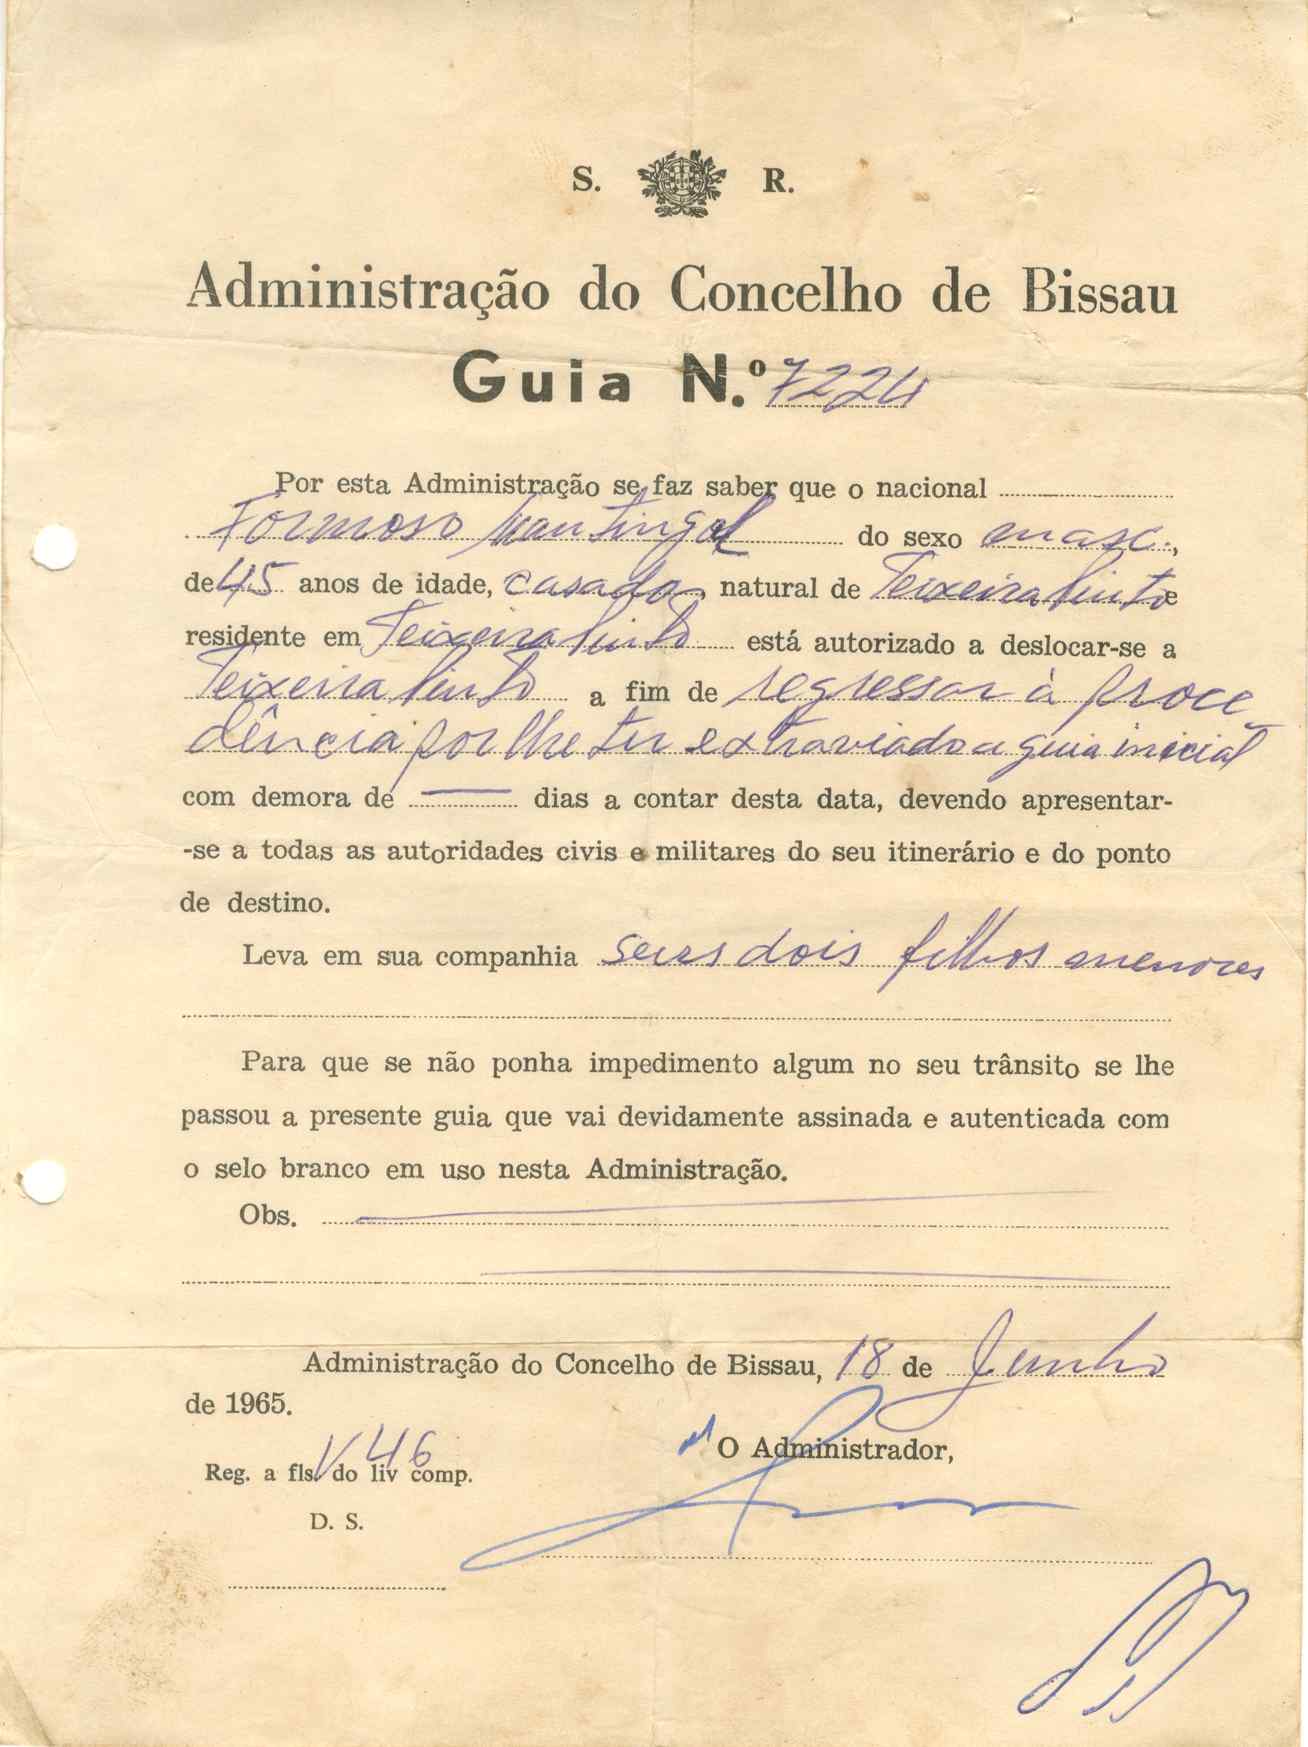 S. R.
Administração do Concelho de Bissau
Guia N.º 7224
Por esta Administração se faz saber que o nacional
Formoso do sexo masc.,
de 45 anos de idade, casado, natural de Teixeira Pinto e
residente em Teixeira Pinto está autorizado a deslocar-se a
Teixeira Pinto a fim de regressar à proce-
dência por lhe ter extraviado a guia inicial
com demora de — dias a contar desta data, devendo apresentar-
-se a todas as autoridades civis e militares do seu itinerário e do ponto
de destino.
Leva em sua companhia seus dois filhos menores
Para que se não ponha impedimento algum no seu trânsito se lhe
passou a presente guia que vai devidamente assinada e autenticada com
o selo branco em uso nesta Administração.
Obs.
Administração do Concelho de Bissau, 18 de Junho
de 1965.
O Administrador,
Reg. a fls. do liv 46 comp.
D. S.